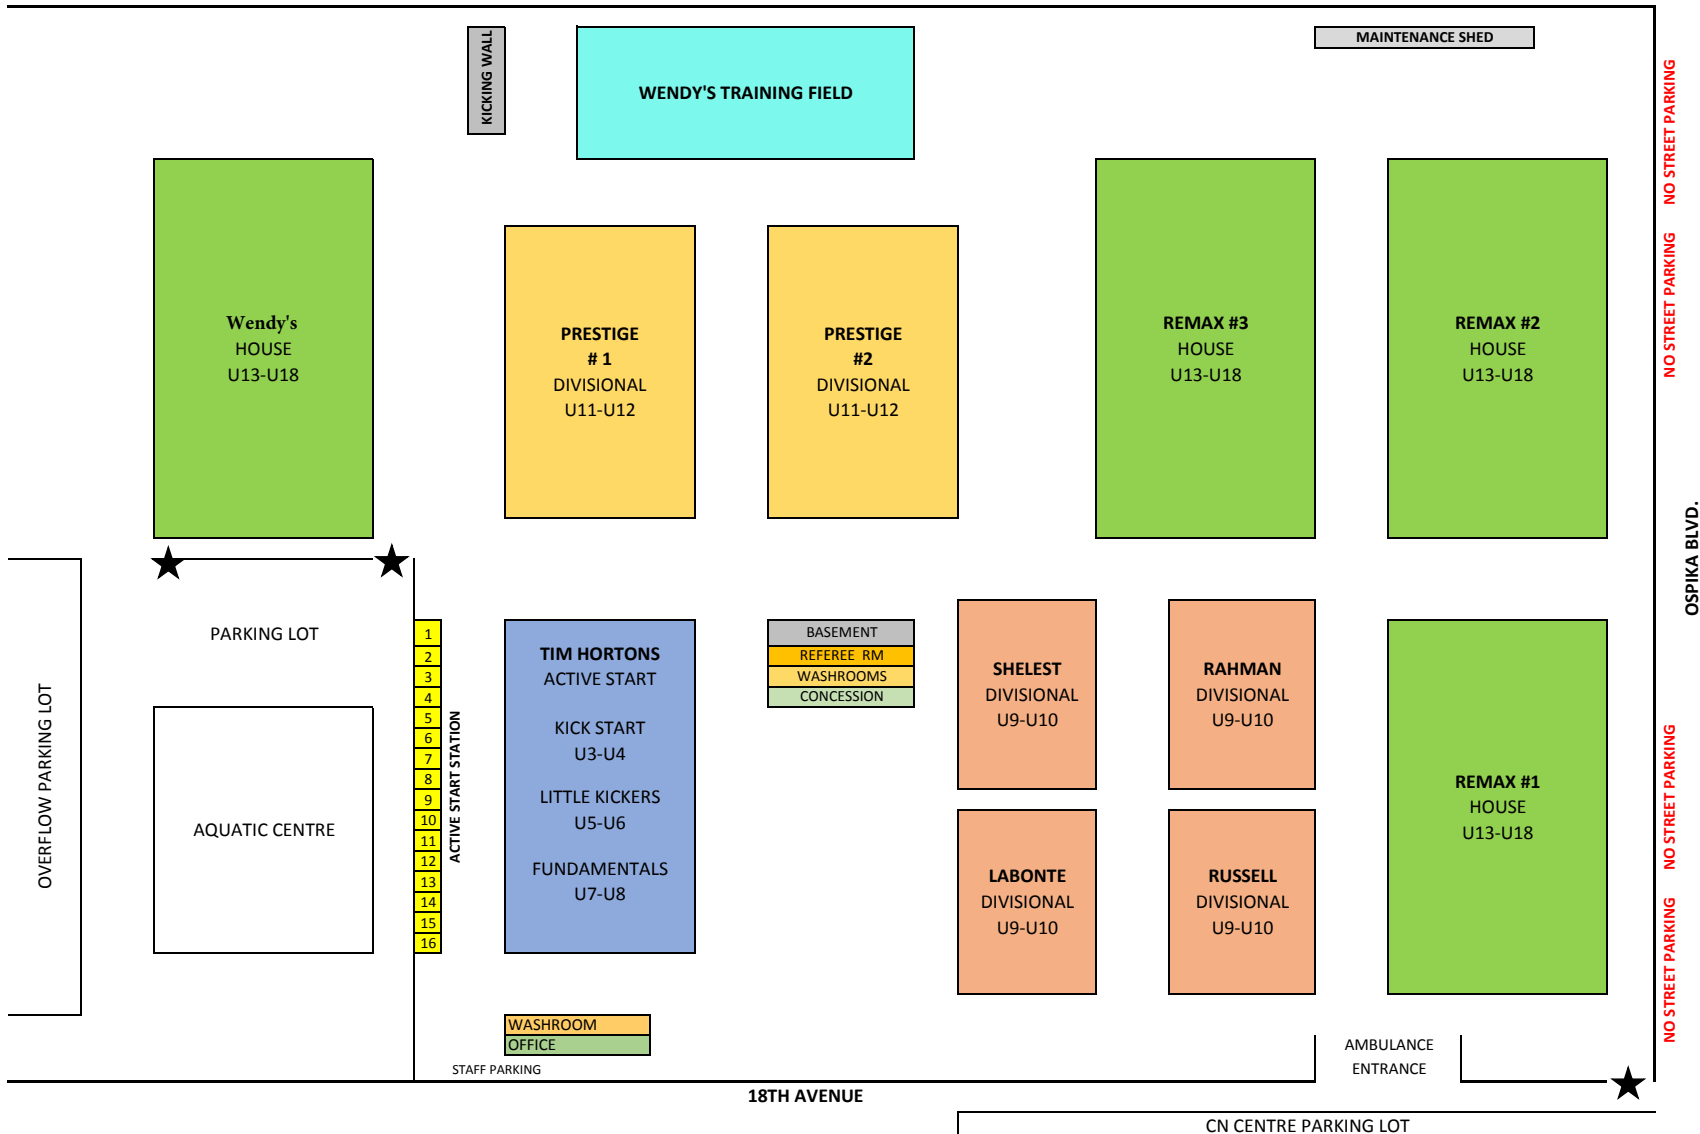 KICKING WALL
WENDY'S TRAINING FIELD
MAINTENANCE SHED
NO STREET PARKING
NO STREET PARKING
Wendy's
HOUSE
U13-U18
PRESTIGE
# 1
DIVISIONAL
U11-U12
PRESTIGE
#2
DIVISIONAL
U11-U12
REMAX #3
HOUSE
U13-U18
REMAX #2
HOUSE
U13-U18
OSPIKA BLVD.
OVERFLOW PARKING LOT
PARKING LOT
AQUATIC CENTRE
1
2
3
4
5
6
7
8
9
10
11
12
13
14
15
16
ACTIVE START STATION
TIM HORTONS
ACTIVE START
KICK START
U3-U4
LITTLE KICKERS
U5-U6
FUNDAMENTALS
U7-U8
BASEMENT
REFEREE RM
WASHROOMS
CONCESSION
SHELEST
DIVISIONAL
U9-U10
RAHMAN
DIVISIONAL
U9-U10
LABONTE
DIVISIONAL
U9-U10
RUSSELL
DIVISIONAL
U9-U10
REMAX #1
HOUSE
U13-U18
NO STREET PARKING
NO STREET PARKING
WASHROOM
OFFICE
STAFF PARKING
AMBULANCE
ENTRANCE
18TH AVENUE
CN CENTRE PARKING LOT